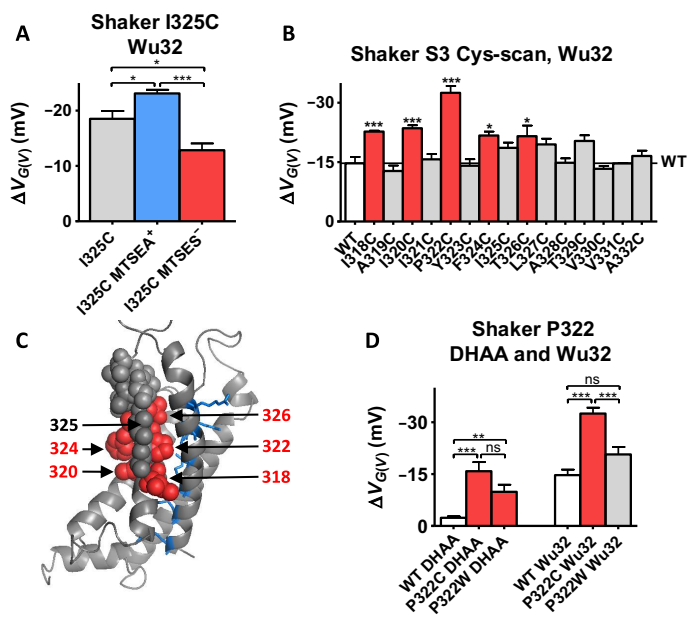 A
Shaker I325C
Wu32
ΔV_G(V) (mV)
−20
−10
0
*
*
***
I325C
I325C MTSEA⁺
I325C MTSES⁻
B
Shaker S3 Cys-scan, Wu32
ΔV_G(V) (mV)
−30
−15
0
***
***
***
*
*
WT
WT
I318C
A319C
I320C
I321C
P322C
Y323C
F324C
I325C
T326C
L327C
A328C
T329C
V330C
V331C
A332C
C
325
324
320
326
322
318
D
Shaker P322
DHAA and Wu32
ΔV_G(V) (mV)
−30
−15
0
**
***
ns
ns
***
***
WT DHAA
P322C DHAA
P322W DHAA
WT Wu32
P322C Wu32
P322W Wu32